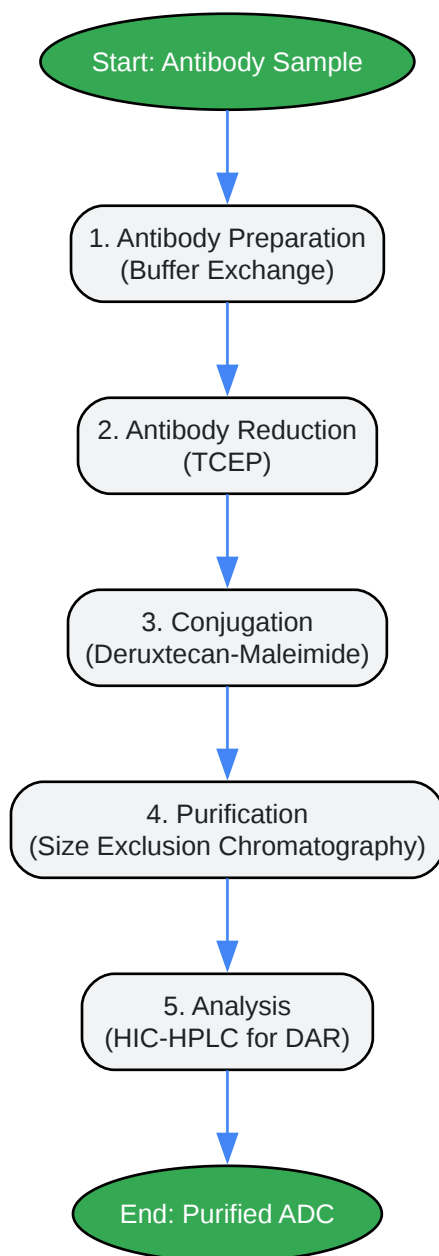 Start: Antibody Sample
1. Antibody Preparation
(Buffer Exchange)
2. Antibody Reduction
(TCEP)
3. Conjugation
(Deruxtecan-Maleimide)
4. Purification
(Size Exclusion Chromatography)
5. Analysis
(HIC-HPLC for DAR)
End: Purified ADC